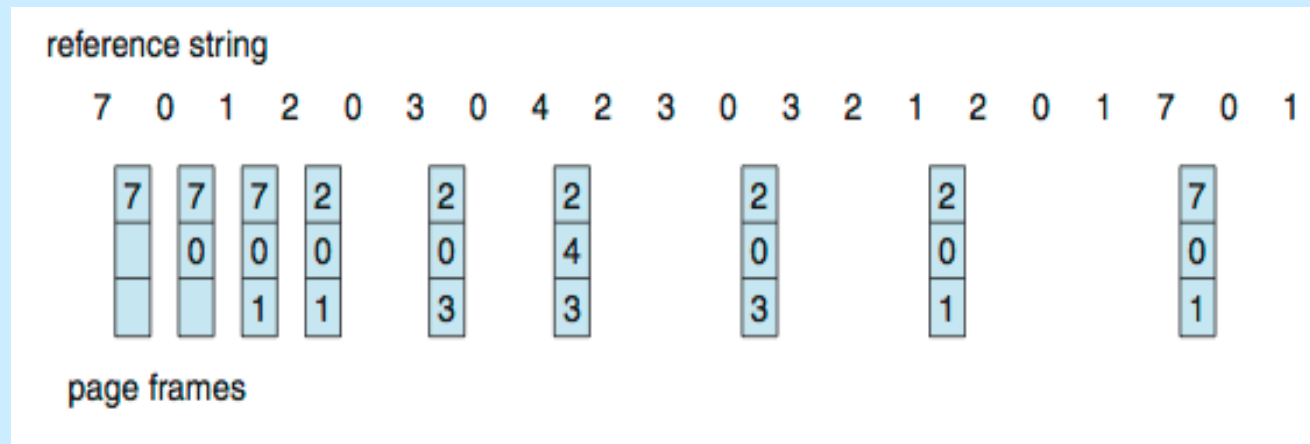 reference string
7 0 1 2 0 3 0 4 2 3 0 3 2 1 2 0 1 7 0 1
7 7 7 2 2 2 2 2 7
0 0 0 0 4 0 0 0
1 1 3 3 3 1 1
page frames